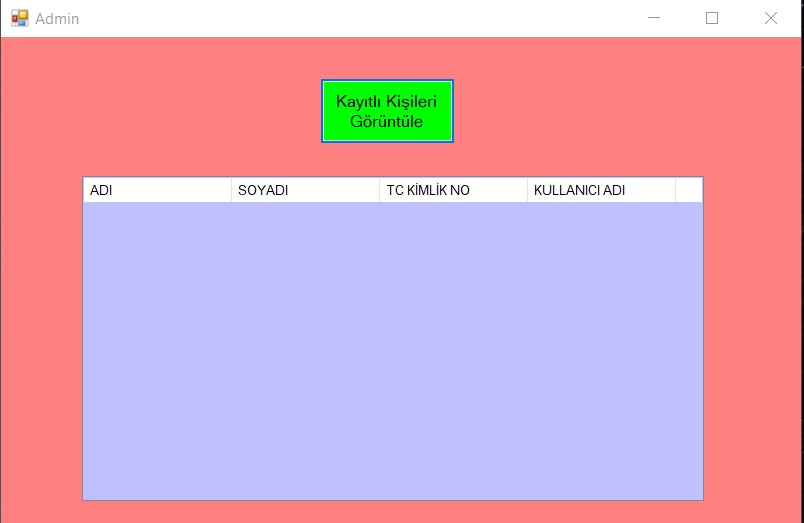 Admin
Kayıtlı Kişileri
Görüntüle
ADI SOYADI TC KİMLİK NO KULLANICI ADI